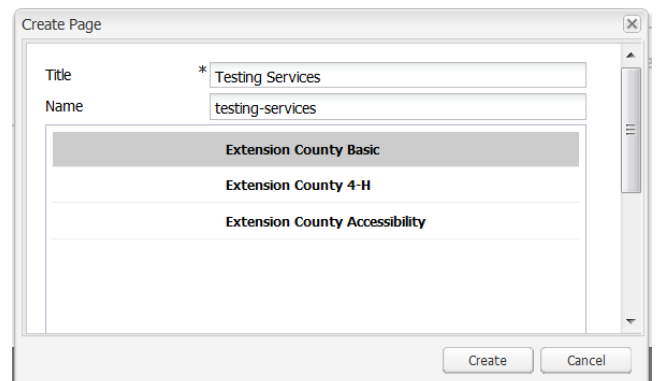 Create Page
Title * Testing Services
Name testing-services
Extension County Basic
Extension County 4-H
Extension County Accessibility
Create Cancel